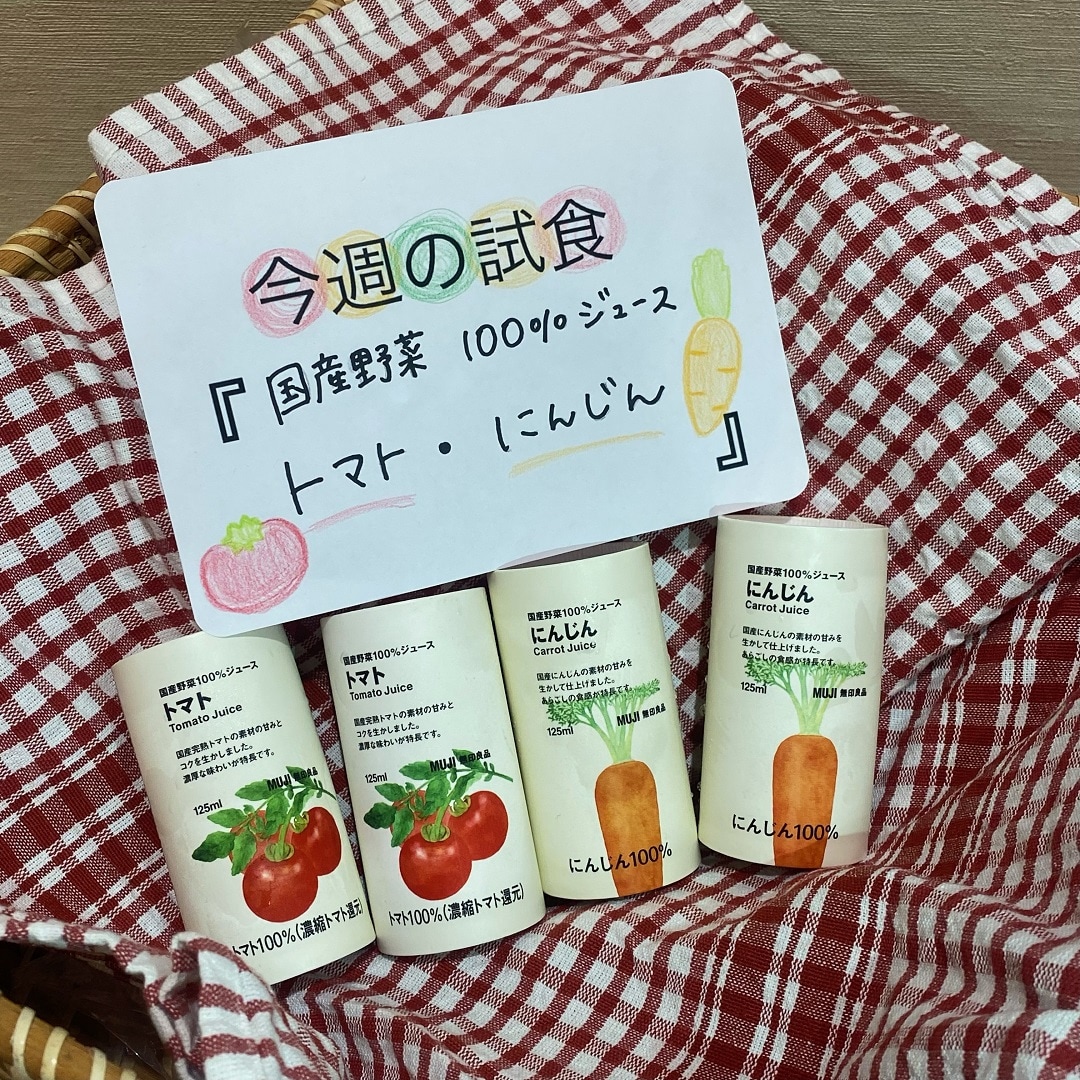 今週の試食
『国産野菜 100%ジュース
トマト・にんじん』
国産野菜100%ジュース
トマト
Tomato Juice
国産完熟トマトの素材の甘みと
コクを生かしました。
濃厚な味わいが特長です。
MUJI 無印良品
125ml
トマト100%(濃縮トマト還元)
国産野菜100%ジュース
トマト
Tomato Juice
国産完熟トマトの素材の甘みと
コクを生かしました。
濃厚な味わいが特長です。
MUJI 無印良品
125ml
トマト100%(濃縮トマト還元)
国産野菜100%ジュース
にんじん
Carrot Juice
国産にんじんの素材の甘みを
生かして仕上げました。
あらごしの食感が特長です。
MUJI 無印良品
125ml
にんじん100%
国産野菜100%ジュース
にんじん
Carrot Juice
国産にんじんの素材の甘みを
生かして仕上げました。
あらごしの食感が特長です。
125ml
MUJI 無印良品
にんじん100%